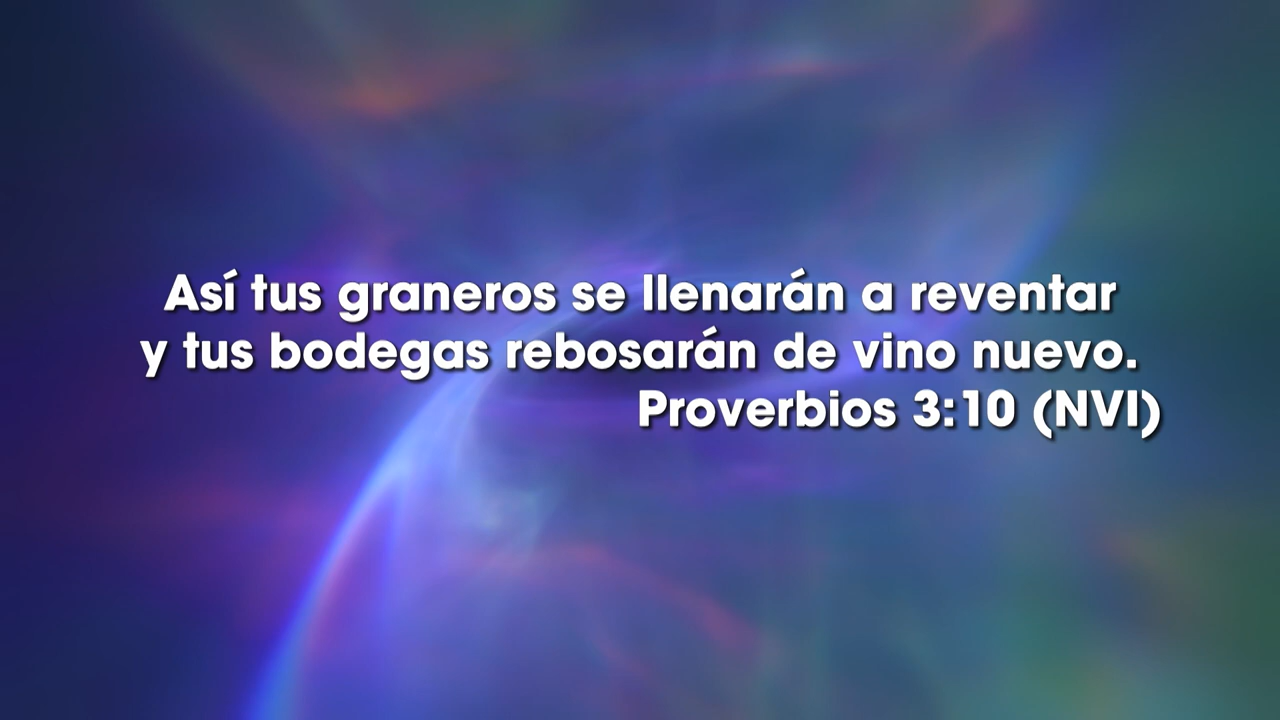 Así tus graneros se llenarán a reventar
y tus bodegas rebosarán de vino nuevo.
Proverbios 3:10 (NVI)